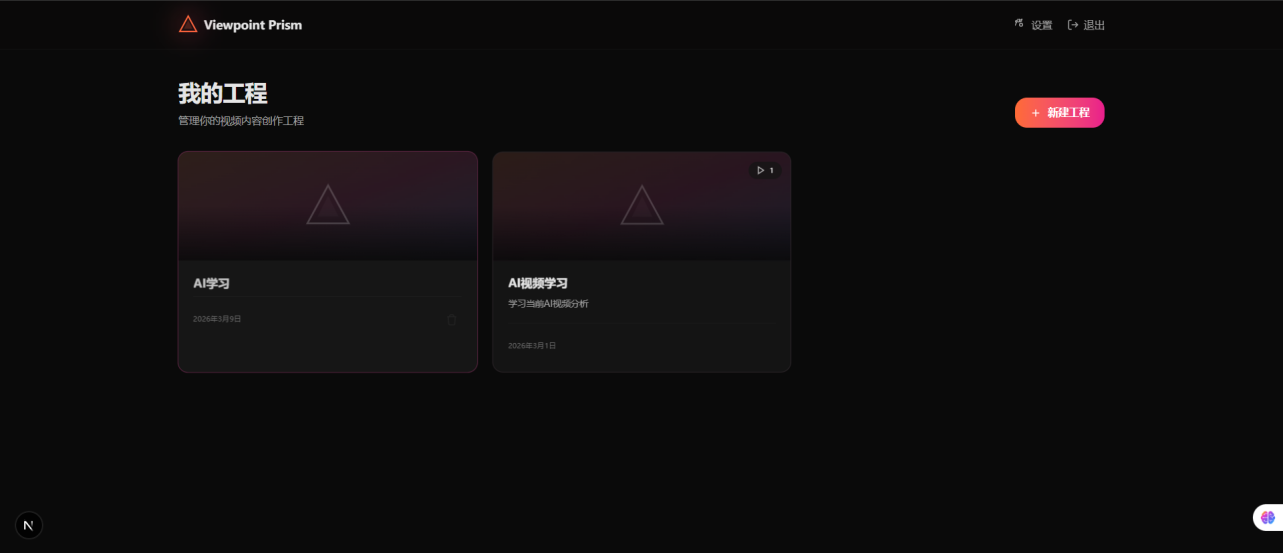 Viewpoint Prism
设置
退出
我的工程
管理你的视频内容创作工程
+ 新建工程
1
AI学习
2026年3月9日
AI视频学习
学习当前AI视频分析
2026年3月1日
N